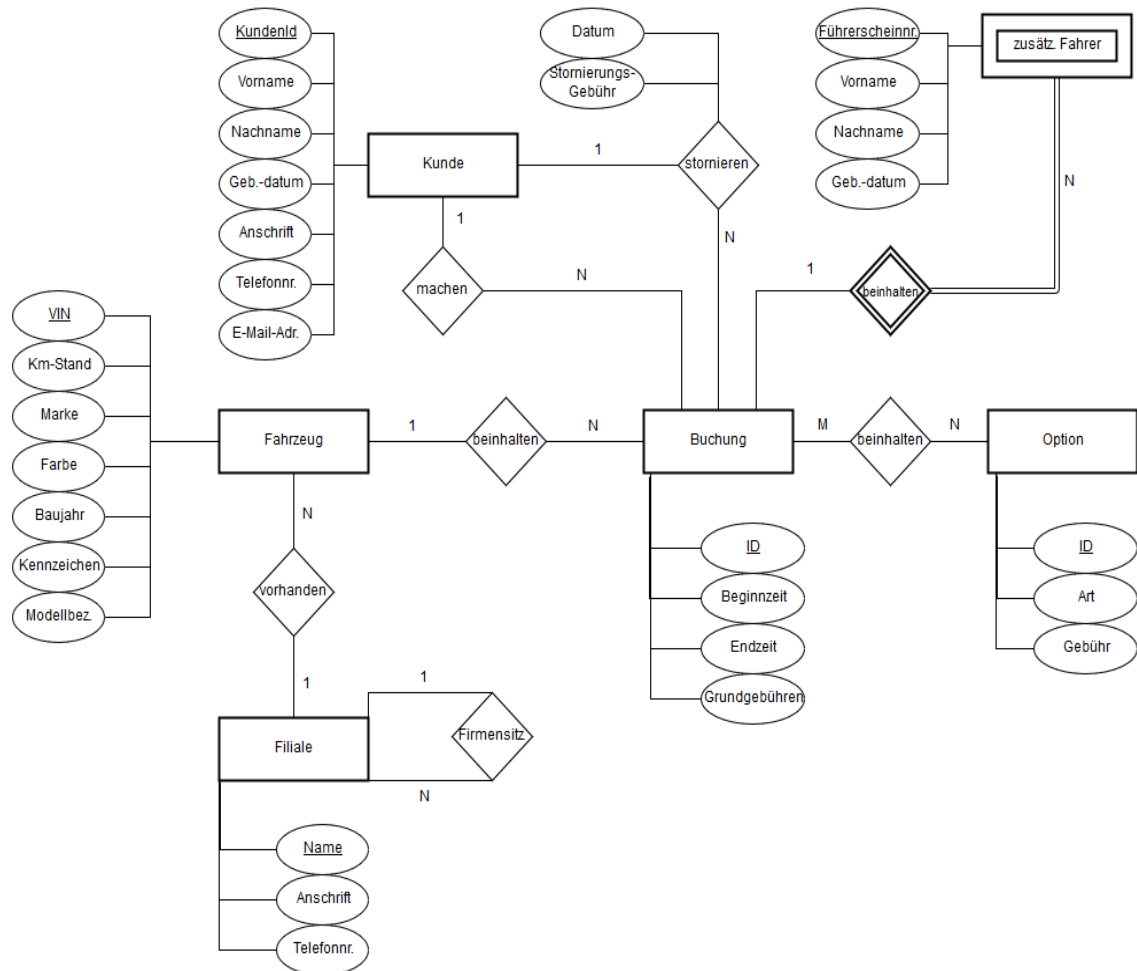 KundenId
Vorname
Nachname
Geb.-datum
Anschrift
Telefonnr.
E-Mail-Adr.
Datum
Stornierungs-
Gebühr
Führerscheinnr.
Vorname
Nachname
Geb.-datum
zusätz. Fahrer
Kunde
1
stornieren
N
1
machen
N
N
1
beinhalten
VIN
Km-Stand
Marke
Farbe
Baujahr
Kennzeichen
Modellbez.
Fahrzeug
1
beinhalten
N
Buchung
M
beinhalten
N
Option
N
vorhanden
1
ID
Beginnzeit
Endzeit
Grundgebühren
ID
Art
Gebühr
Filiale
1
Firmensitz
N
Name
Anschrift
Telefonnr.